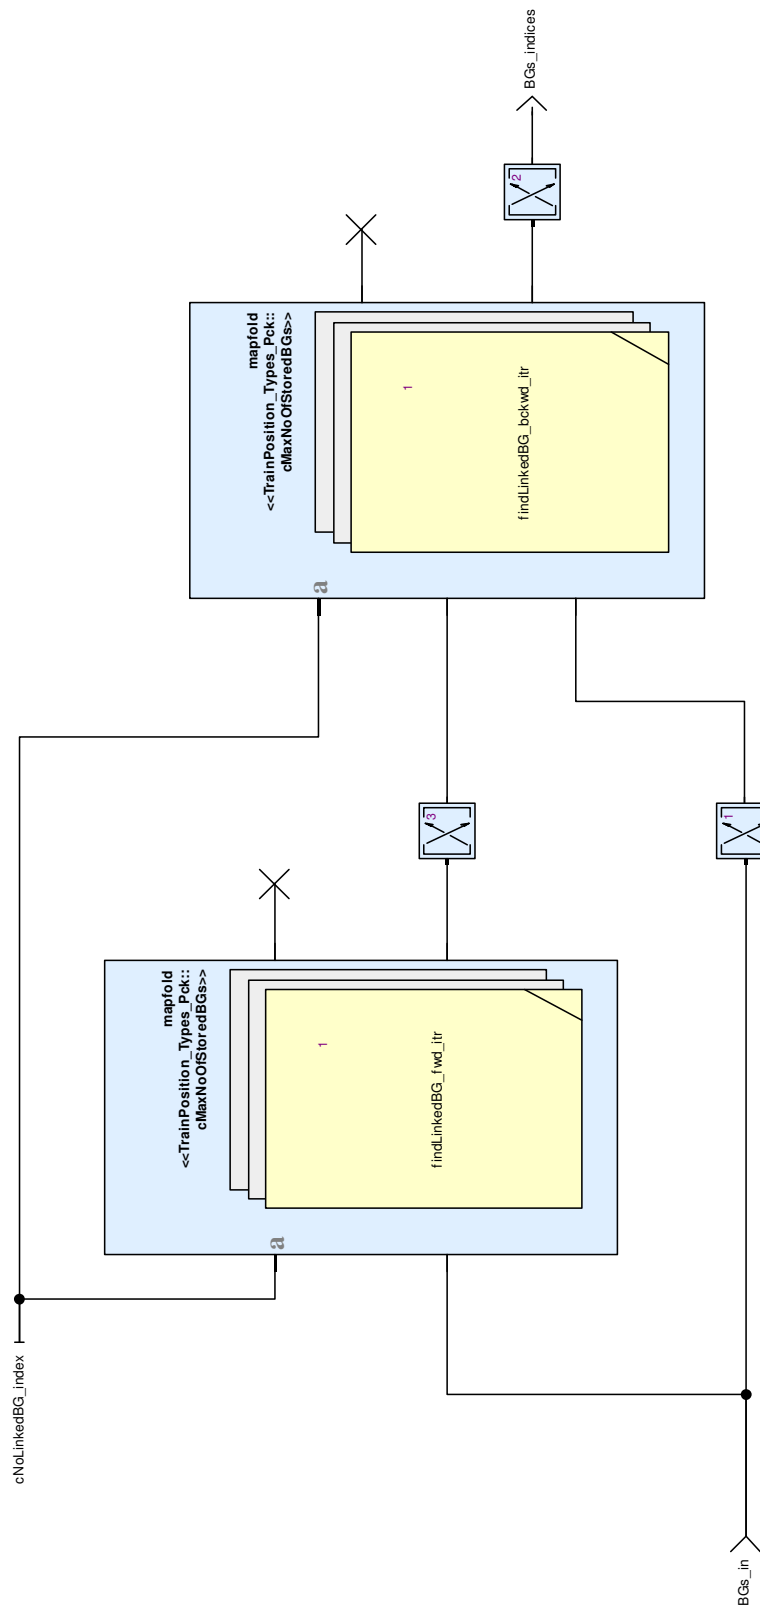 cNoLinkedBG_index
BGs_in
mapfold
<<TrainPosition_Types_Pck::
cMaxNoOfStoredBGs>>
1
findLinkedBG_fwd_itr
a
3
1
mapfold
<<TrainPosition_Types_Pck::
cMaxNoOfStoredBGs>>
1
findLinkedBG_bckwd_itr
a
2
BGs_indices